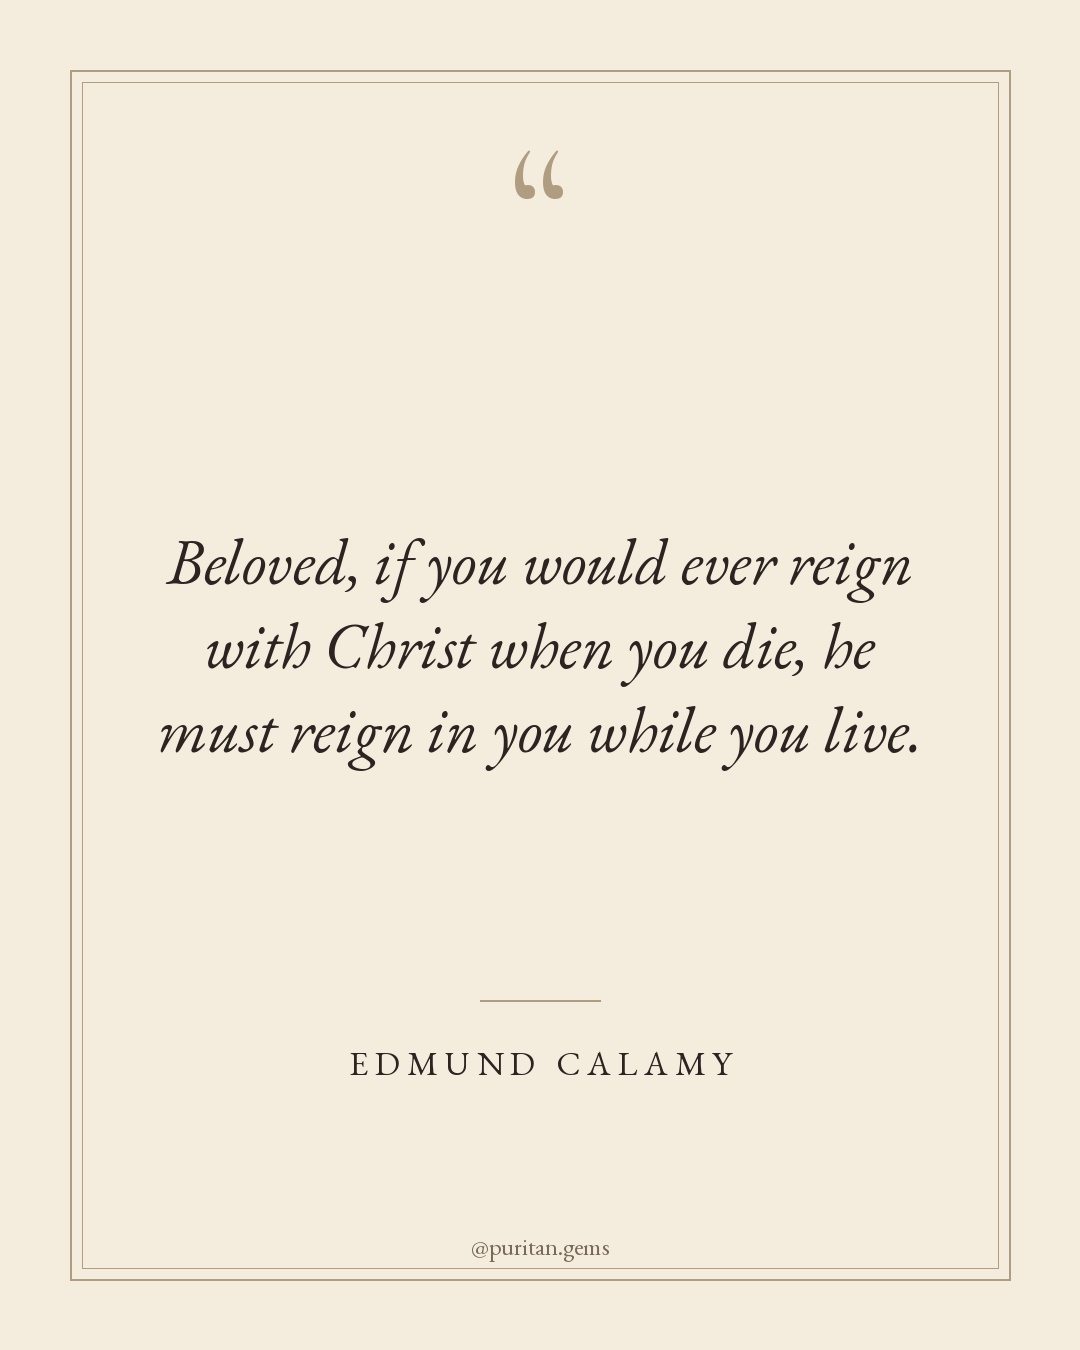 “
Beloved, if you would ever reign
with Christ when you die, he
must reign in you while you live.
EDMUND CALAMY
@puritan.gems